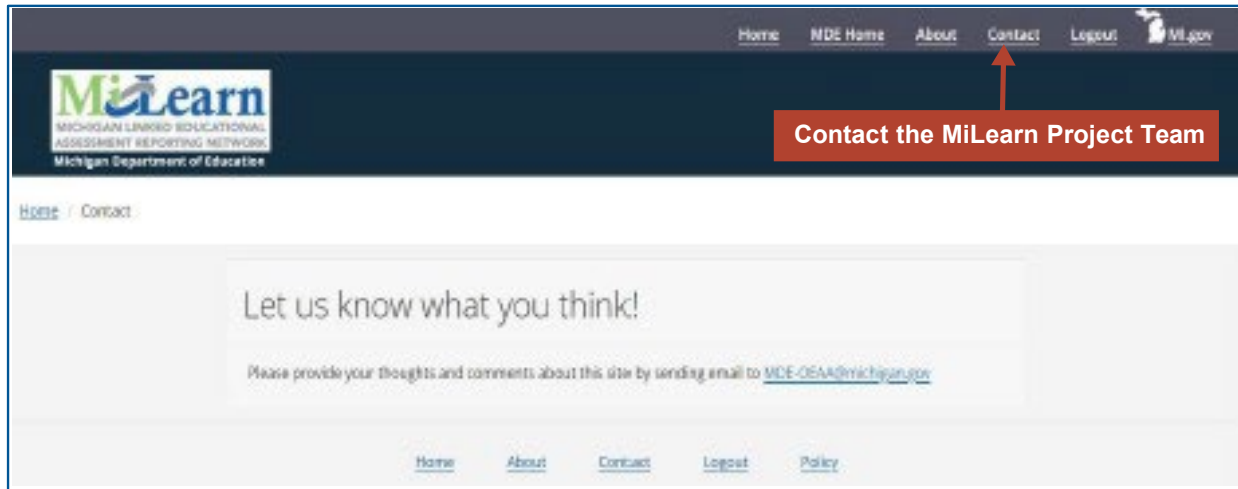 Home MDE Home About Contact Logout MI.gov
MiLearn
MICHIGAN LINKED EDUCATIONAL
ASSESSMENT REPORTING NETWORK
Michigan Department of Education
Contact the MiLearn Project Team
Home / Contact
Let us know what you think!
Please provide your thoughts and comments about this site by sending email to MDE-OEAA@michigan.gov
Home About Contact Logout Policy